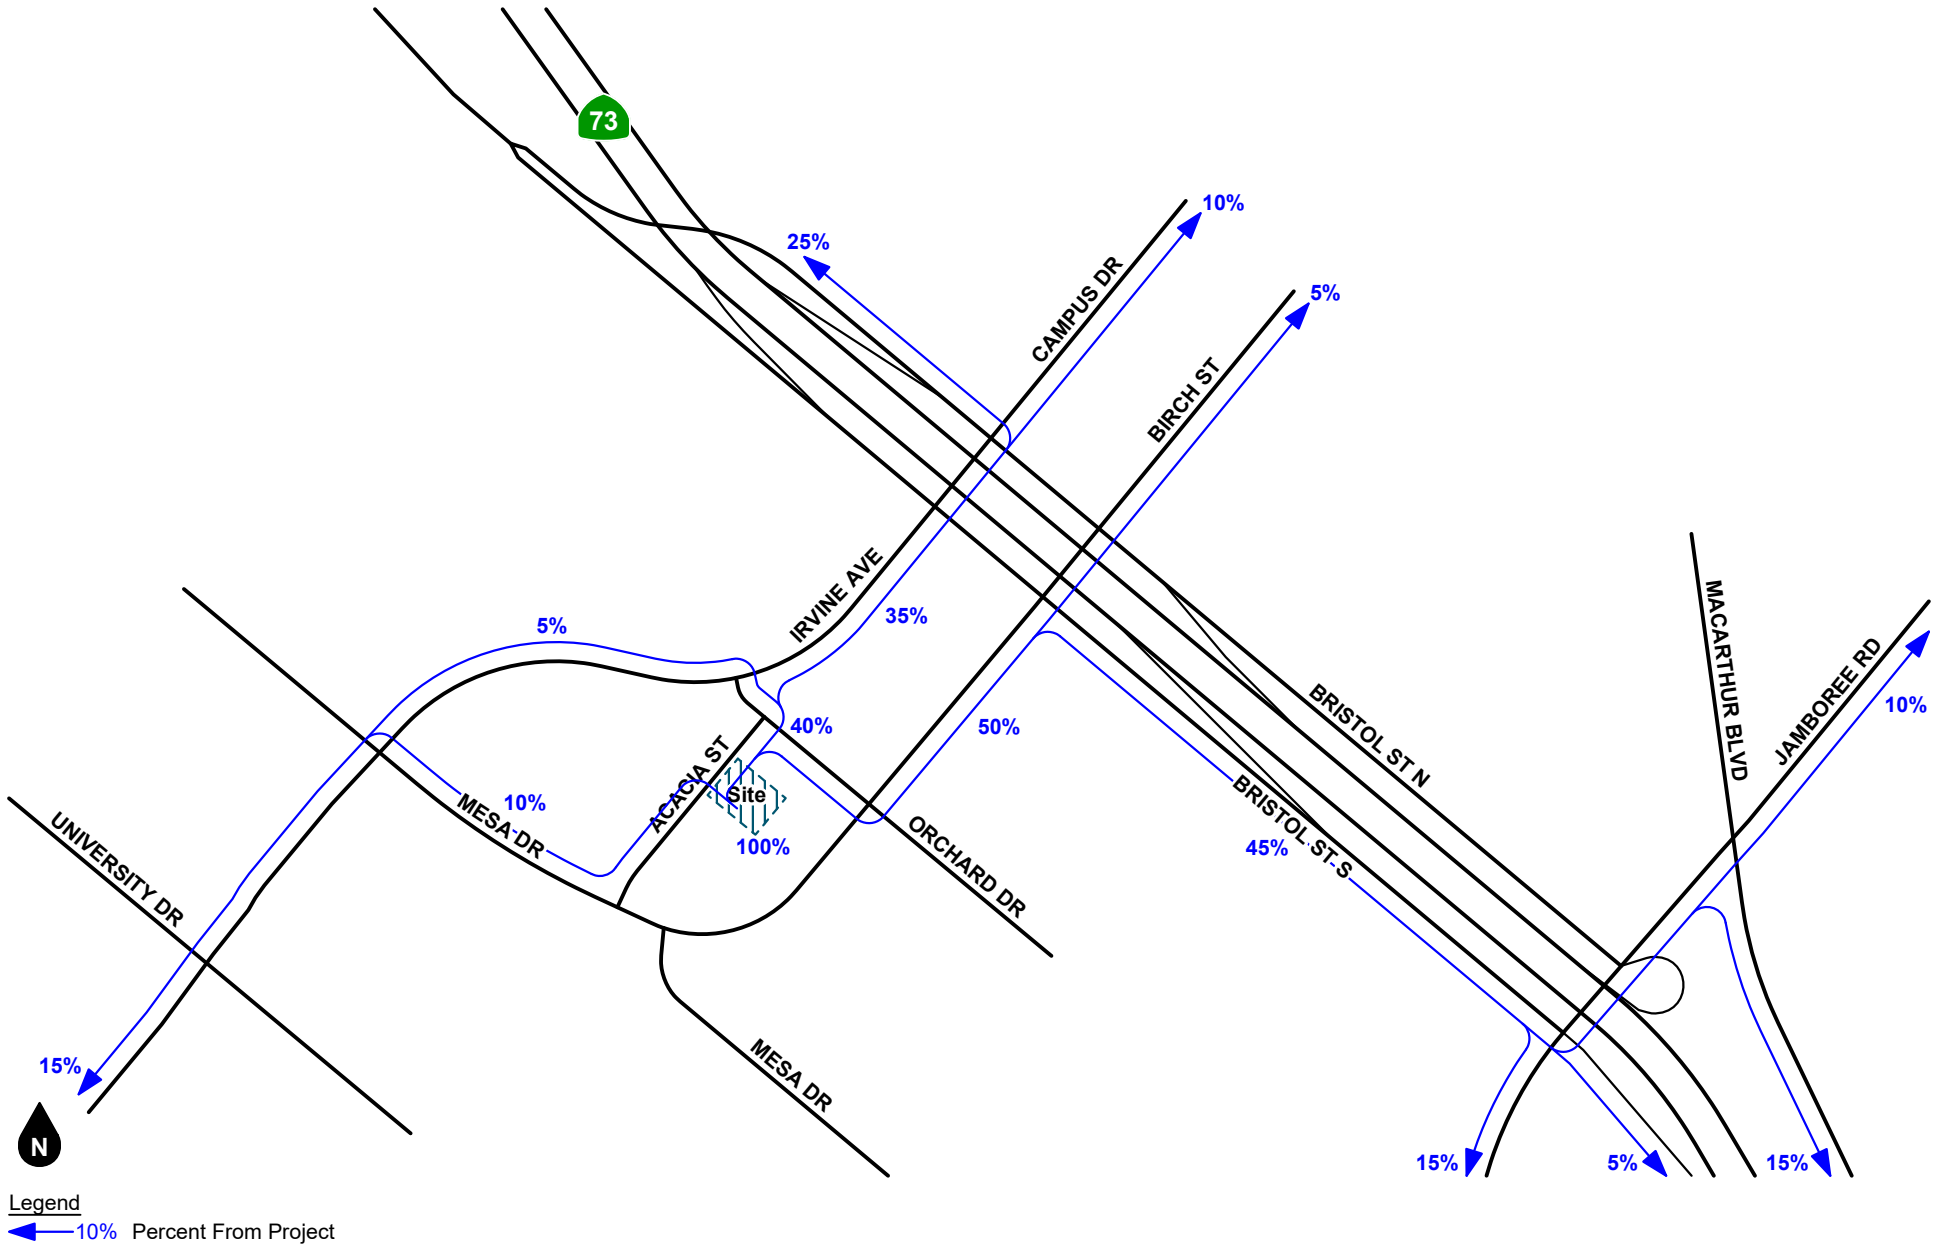 73
10%
25%
CAMPUS DR
5%
BIRCH ST
IRVINE AVE
35%
5%
MACARTHUR BLVD
JAMBOREE RD
10%
BRISTOL ST N
50%
40%
ACACIA ST
Site
100%
10%
MESA DR
BRISTOL ST S
45%
ORCHARD DR
UNIVERSITY DR
15%
MESA DR
N
15%
5%
15%
Legend
10% Percent From Project